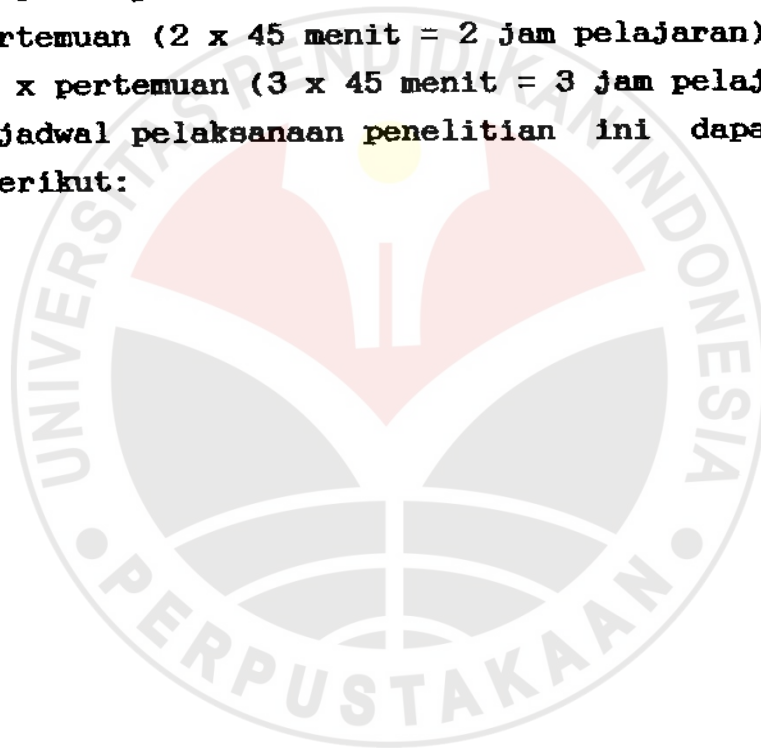 rtemuan (2 x 45 menit = 2 jam pelajaran)
x pertemuan (3 x 45 menit = 3 jam pelaj
jadwal pelaksanaan penelitian ini dapa
erikut:
UNIVERSITAS PENDIDIKAN INDONESIA
PERPUSTAKAAN